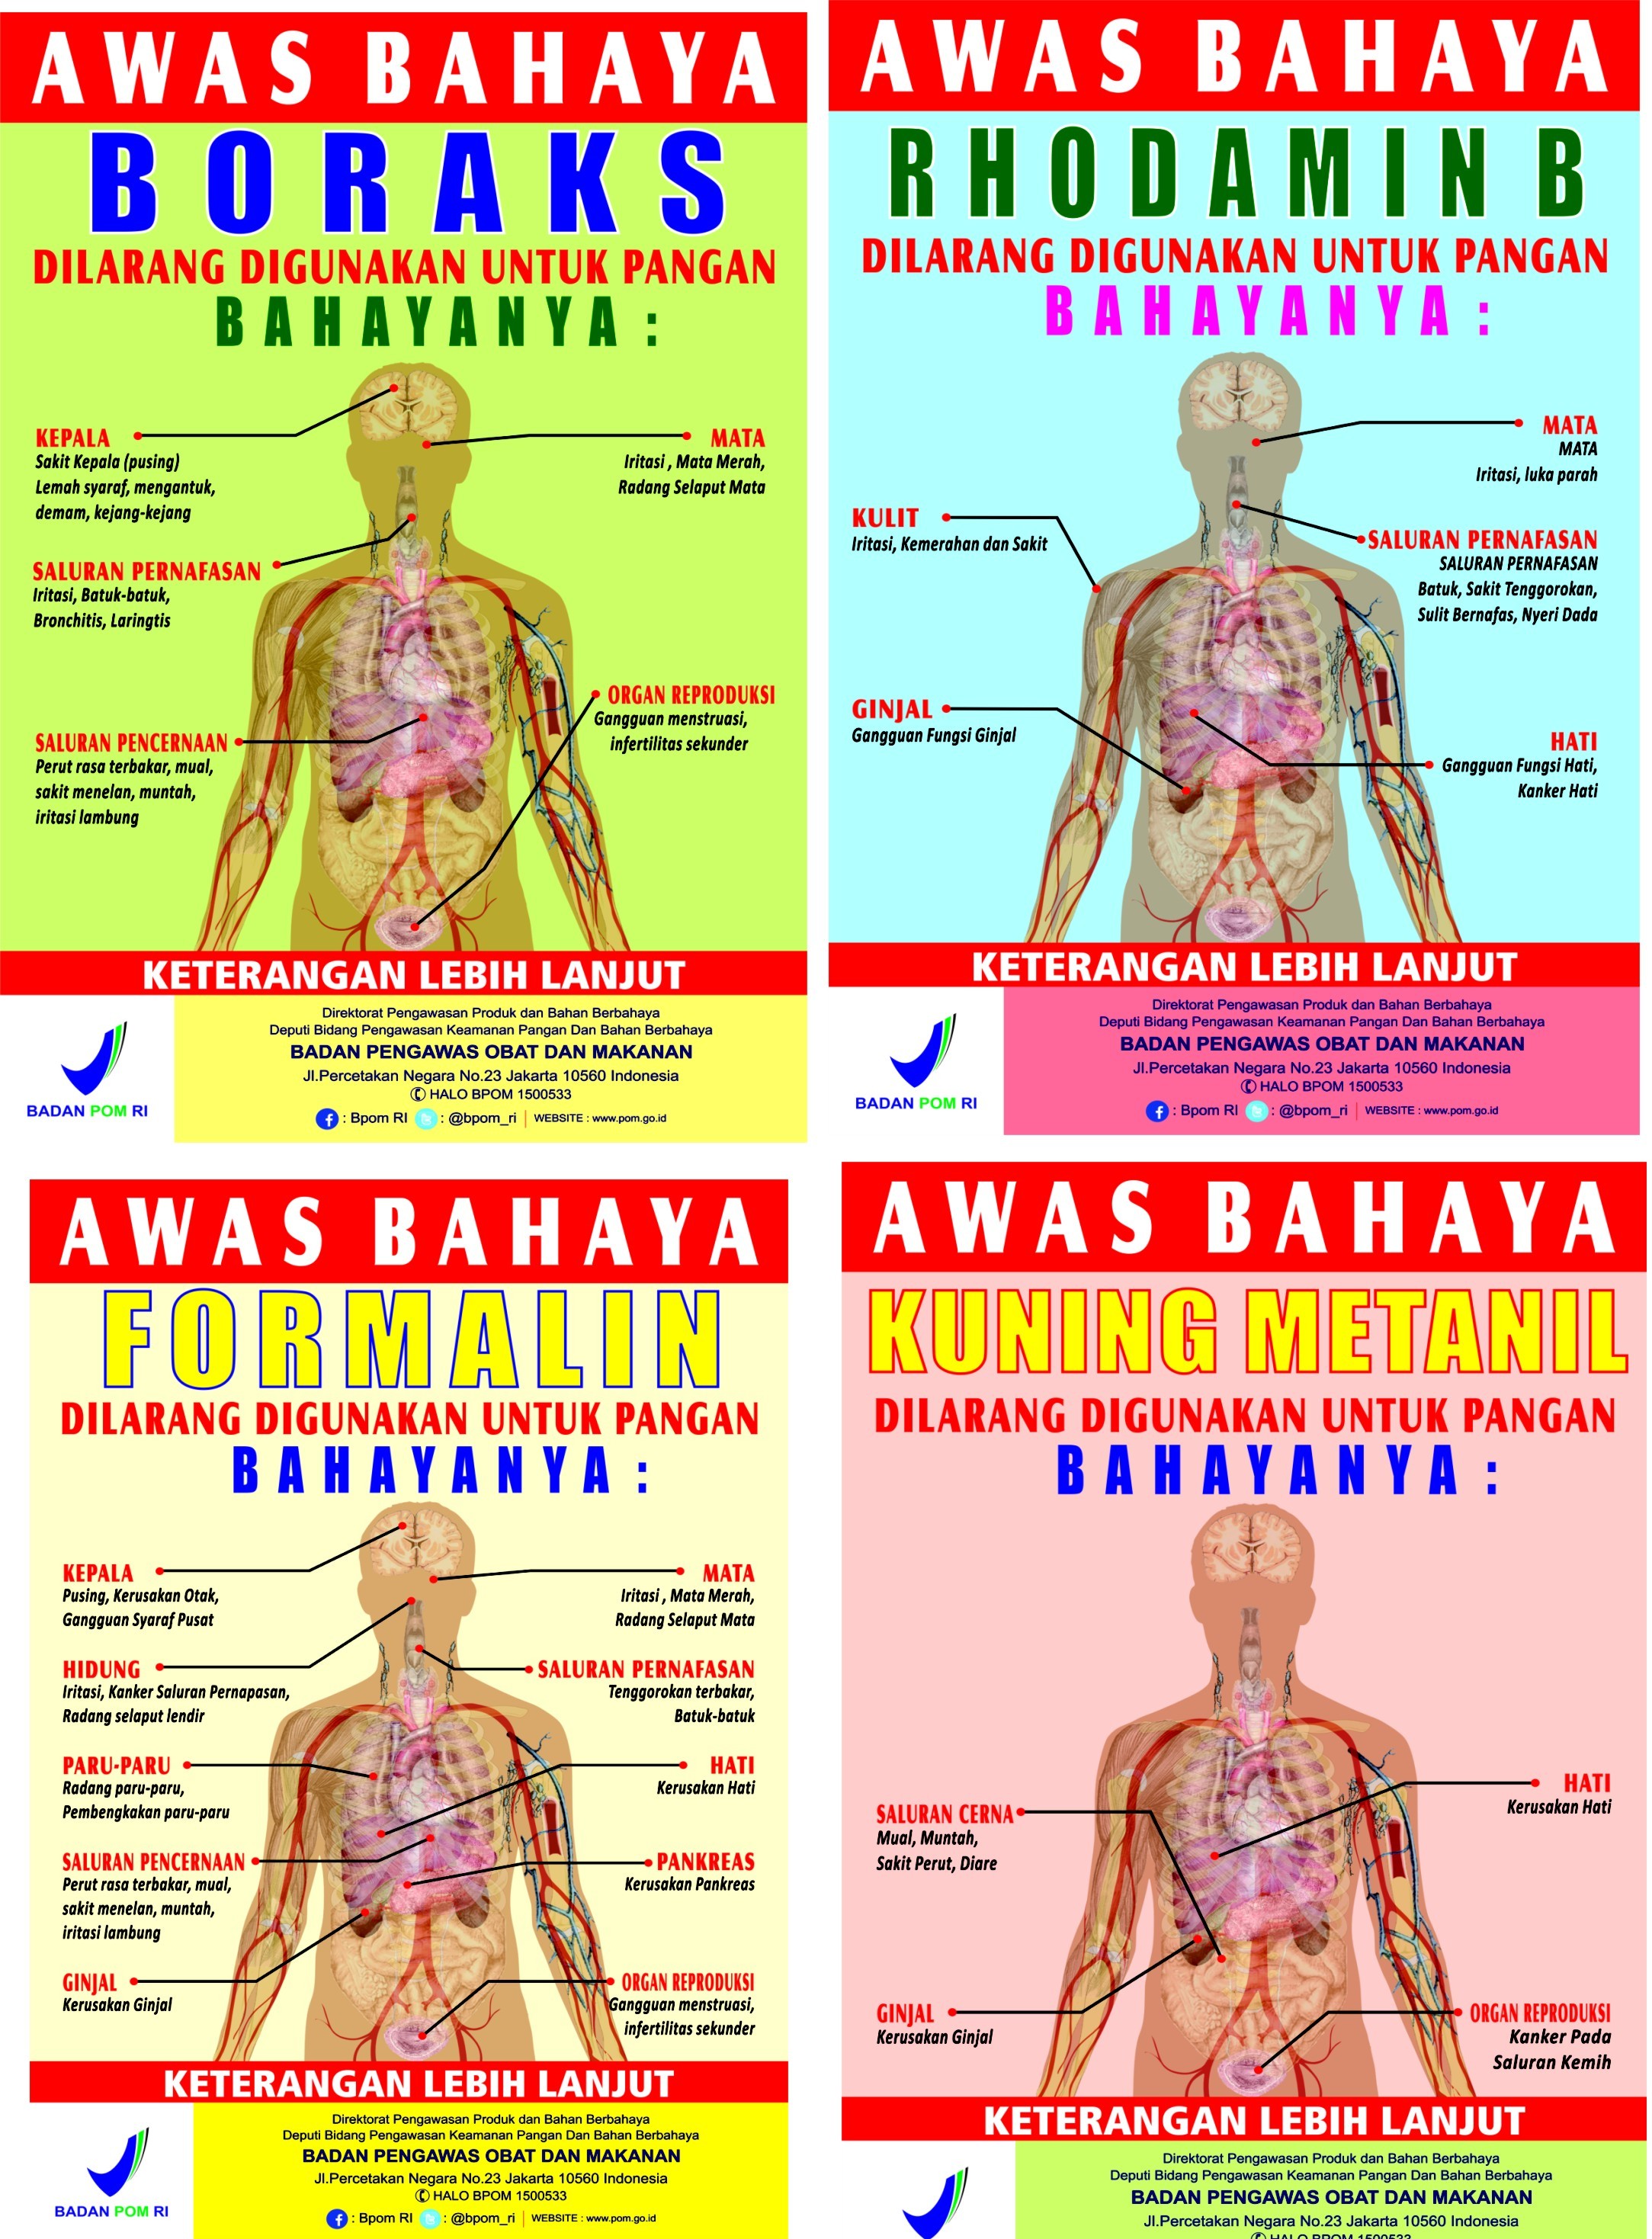 AWAS BAHAYA
BORAKS
DILARANG DIGUNAKAN UNTUK PANGAN
BAHAYANYA :
KEPALA
Sakit Kepala (pusing)
Lemah syaraf, mengantuk,
demam, kejang-kejang
MATA
Iritasi , Mata Merah,
Radang Selaput Mata
SALURAN PERNAFASAN
Iritasi, Batuk-batuk,
Bronchitis, Laringtis
ORGAN REPRODUKSI
Gangguan menstruasi,
infertilitas sekunder
SALURAN PENCERNAAN
Perut rasa terbakar, mual,
sakit menelan, muntah,
iritasi lambung
KETERANGAN LEBIH LANJUT
BADAN POM RI
Direktorat Pengawasan Produk dan Bahan Berbahaya
Deputi Bidang Pengawasan Keamanan Pangan Dan Bahan Berbahaya
BADAN PENGAWAS OBAT DAN MAKANAN
Jl.Percetakan Negara No.23 Jakarta 10560 Indonesia
HALO BPOM 1500533
: Bpom RI : @bpom_ri | WEBSITE : www.pom.go.id
AWAS BAHAYA
RHODAMIN B
DILARANG DIGUNAKAN UNTUK PANGAN
BAHAYANYA :
MATA
MATA
Iritasi, luka parah
KULIT
Iritasi, Kemerahan dan Sakit
SALURAN PERNAFASAN
SALURAN PERNAFASAN
Batuk, Sakit Tenggorokan,
Sulit Bernafas, Nyeri Dada
GINJAL
Gangguan Fungsi Ginjal
HATI
Gangguan Fungsi Hati,
Kanker Hati
KETERANGAN LEBIH LANJUT
BADAN POM RI
Direktorat Pengawasan Produk dan Bahan Berbahaya
Deputi Bidang Pengawasan Keamanan Pangan Dan Bahan Berbahaya
BADAN PENGAWAS OBAT DAN MAKANAN
Jl.Percetakan Negara No.23 Jakarta 10560 Indonesia
HALO BPOM 1500533
: Bpom RI : @bpom_ri | WEBSITE : www.pom.go.id
AWAS BAHAYA
FORMALIN
DILARANG DIGUNAKAN UNTUK PANGAN
BAHAYANYA :
KEPALA
Pusing, Kerusakan Otak,
Gangguan Syaraf Pusat
MATA
Iritasi , Mata Merah,
Radang Selaput Mata
HIDUNG
Iritasi, Kanker Saluran Pernapasan,
Radang selaput lendir
SALURAN PERNAFASAN
Tenggorokan terbakar,
Batuk-batuk
PARU-PARU
Radang paru-paru,
Pembengkakan paru-paru
HATI
Kerusakan Hati
SALURAN PENCERNAAN
Perut rasa terbakar, mual,
sakit menelan, muntah,
iritasi lambung
PANKREAS
Kerusakan Pankreas
GINJAL
Kerusakan Ginjal
ORGAN REPRODUKSI
Gangguan menstruasi,
infertilitas sekunder
KETERANGAN LEBIH LANJUT
BADAN POM RI
Direktorat Pengawasan Produk dan Bahan Berbahaya
Deputi Bidang Pengawasan Keamanan Pangan Dan Bahan Berbahaya
BADAN PENGAWAS OBAT DAN MAKANAN
Jl.Percetakan Negara No.23 Jakarta 10560 Indonesia
HALO BPOM 1500533
: Bpom RI : @bpom_ri | WEBSITE : www.pom.go.id
AWAS BAHAYA
KUNING METANIL
DILARANG DIGUNAKAN UNTUK PANGAN
BAHAYANYA :
HATI
Kerusakan Hati
SALURAN CERNA
Mual, Muntah,
Sakit Perut, Diare
GINJAL
Kerusakan Ginjal
ORGAN REPRODUKSI
Kanker Pada
Saluran Kemih
KETERANGAN LEBIH LANJUT
Direktorat Pengawasan Produk dan Bahan Berbahaya
Deputi Bidang Pengawasan Keamanan Pangan Dan Bahan Berbahaya
BADAN PENGAWAS OBAT DAN MAKANAN
Jl.Percetakan Negara No.23 Jakarta 10560 Indonesia
HALO BPOM 1500533